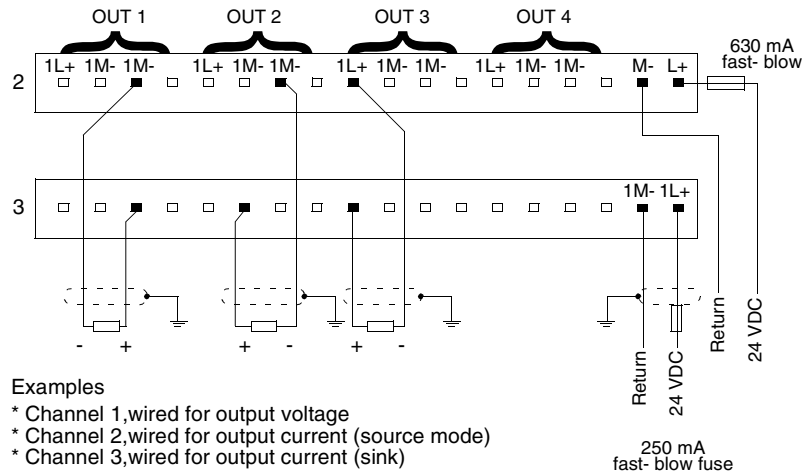 OUT 1 OUT 2 OUT 3 OUT 4
630 mA
fast- blow
1L+ 1M- 1M- 1L+ 1M- 1M- 1L+ 1M- 1M- 1L+ 1M- 1M- M- L+
2
1M- 1L+
3
- + + - + -
Return
24 VDC
Return
24 VDC
Examples
* Channel 1,wired for output voltage
* Channel 2,wired for output current (source mode)
* Channel 3,wired for output current (sink)
250 mA
fast- blow fuse